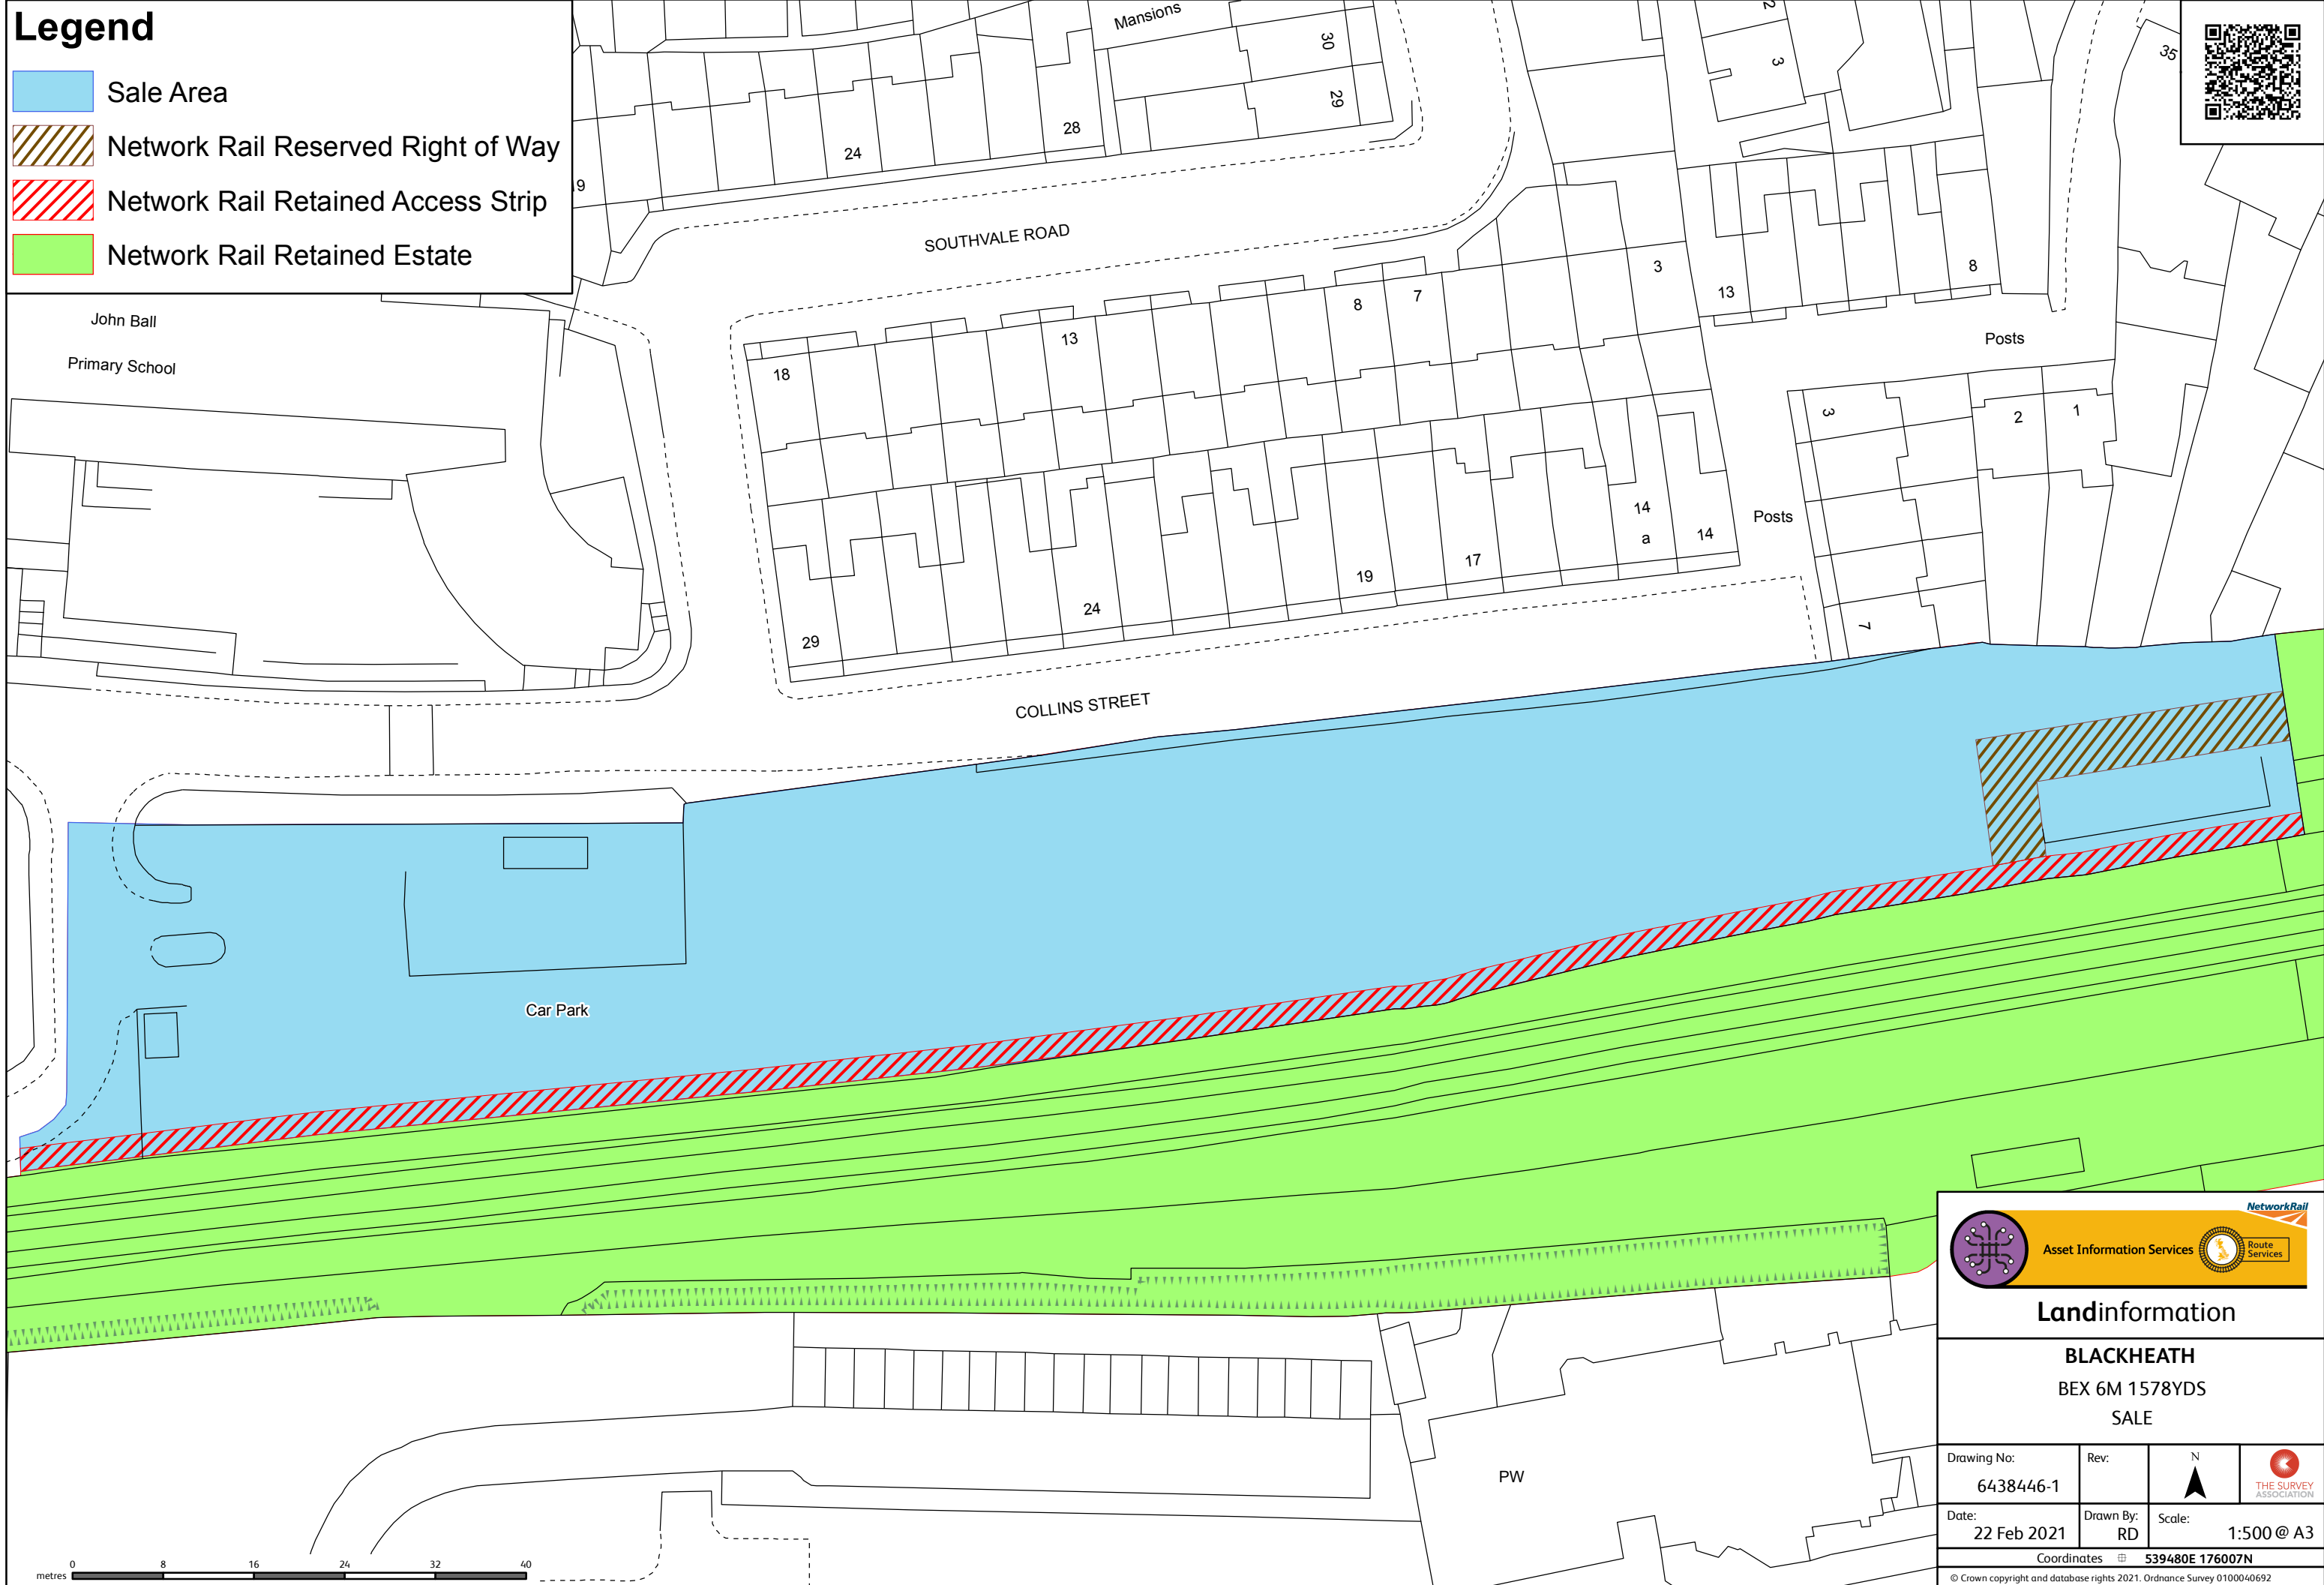 Legend
Sale Area
Network Rail Reserved Right of Way
Network Rail Retained Access Strip
Network Rail Retained Estate
Mansions
30
29
28
24
19
2
3
35
SOUTHVALE ROAD
3
13
8
8
7
13
18
John Ball
Primary School
Posts
3
2
1
Posts
14
a
14
17
19
24
29
7
COLLINS STREET
Car Park
PW
NetworkRail
Asset Information Services
Route
Services
Landinformation
BLACKHEATH
BEX 6M 1578YDS
SALE
Drawing No:
6438446-1
Rev:
N
THE SURVEY
ASSOCIATION
Date:
22 Feb 2021
Drawn By:
RD
Scale:
1:500 @ A3
Coordinates 539480E 176007N
© Crown copyright and database rights 2021. Ordnance Survey 0100040692
metres 0 8 16 24 32 40